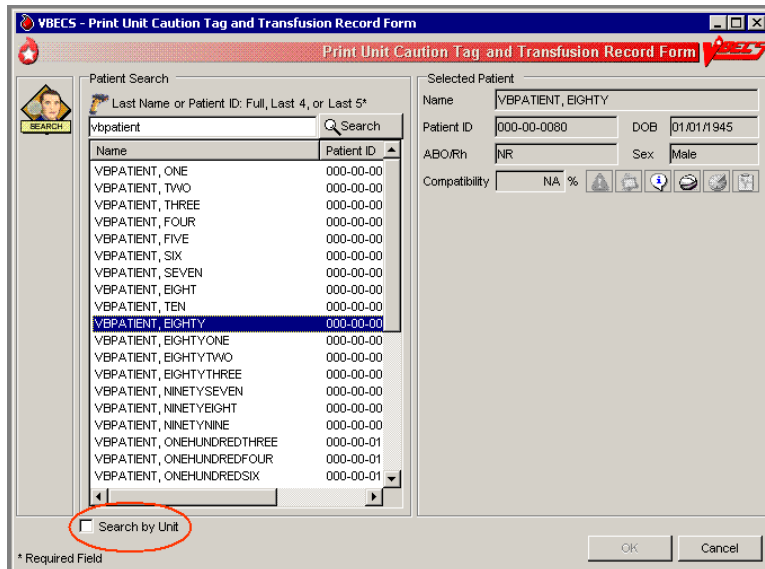 VBECS - Print Unit Caution Tag and Transfusion Record Form
Print Unit Caution Tag and Transfusion Record Form VBECS
SEARCH
Patient Search
Last Name or Patient ID: Full, Last 4, or Last 5*
vbpatient Search
Name Patient ID
VBPATIENT, ONE 000-00-00
VBPATIENT, TWO 000-00-00
VBPATIENT, THREE 000-00-00
VBPATIENT, FOUR 000-00-00
VBPATIENT, FIVE 000-00-00
VBPATIENT, SIX 000-00-00
VBPATIENT, SEVEN 000-00-00
VBPATIENT, EIGHT 000-00-00
VBPATIENT, TEN 000-00-00
VBPATIENT, EIGHTY 000-00-00
VBPATIENT, EIGHTYONE 000-00-00
VBPATIENT, EIGHTYTWO 000-00-00
VBPATIENT, EIGHTYTHREE 000-00-00
VBPATIENT, NINETYSEVEN 000-00-00
VBPATIENT, NINETYEIGHT 000-00-00
VBPATIENT, NINETYNINE 000-00-00
VBPATIENT, ONEHUNDREDTHREE 000-00-01
VBPATIENT, ONEHUNDREDFOUR 000-00-01
VBPATIENT, ONEHUNDREDSIX 000-00-01
Selected Patient
Name VBPATIENT, EIGHTY
Patient ID 000-00-0080 DOB 01/01/1945
ABO/Rh NR Sex Male
Compatibility NA %
Search by Unit
* Required Field
OK Cancel